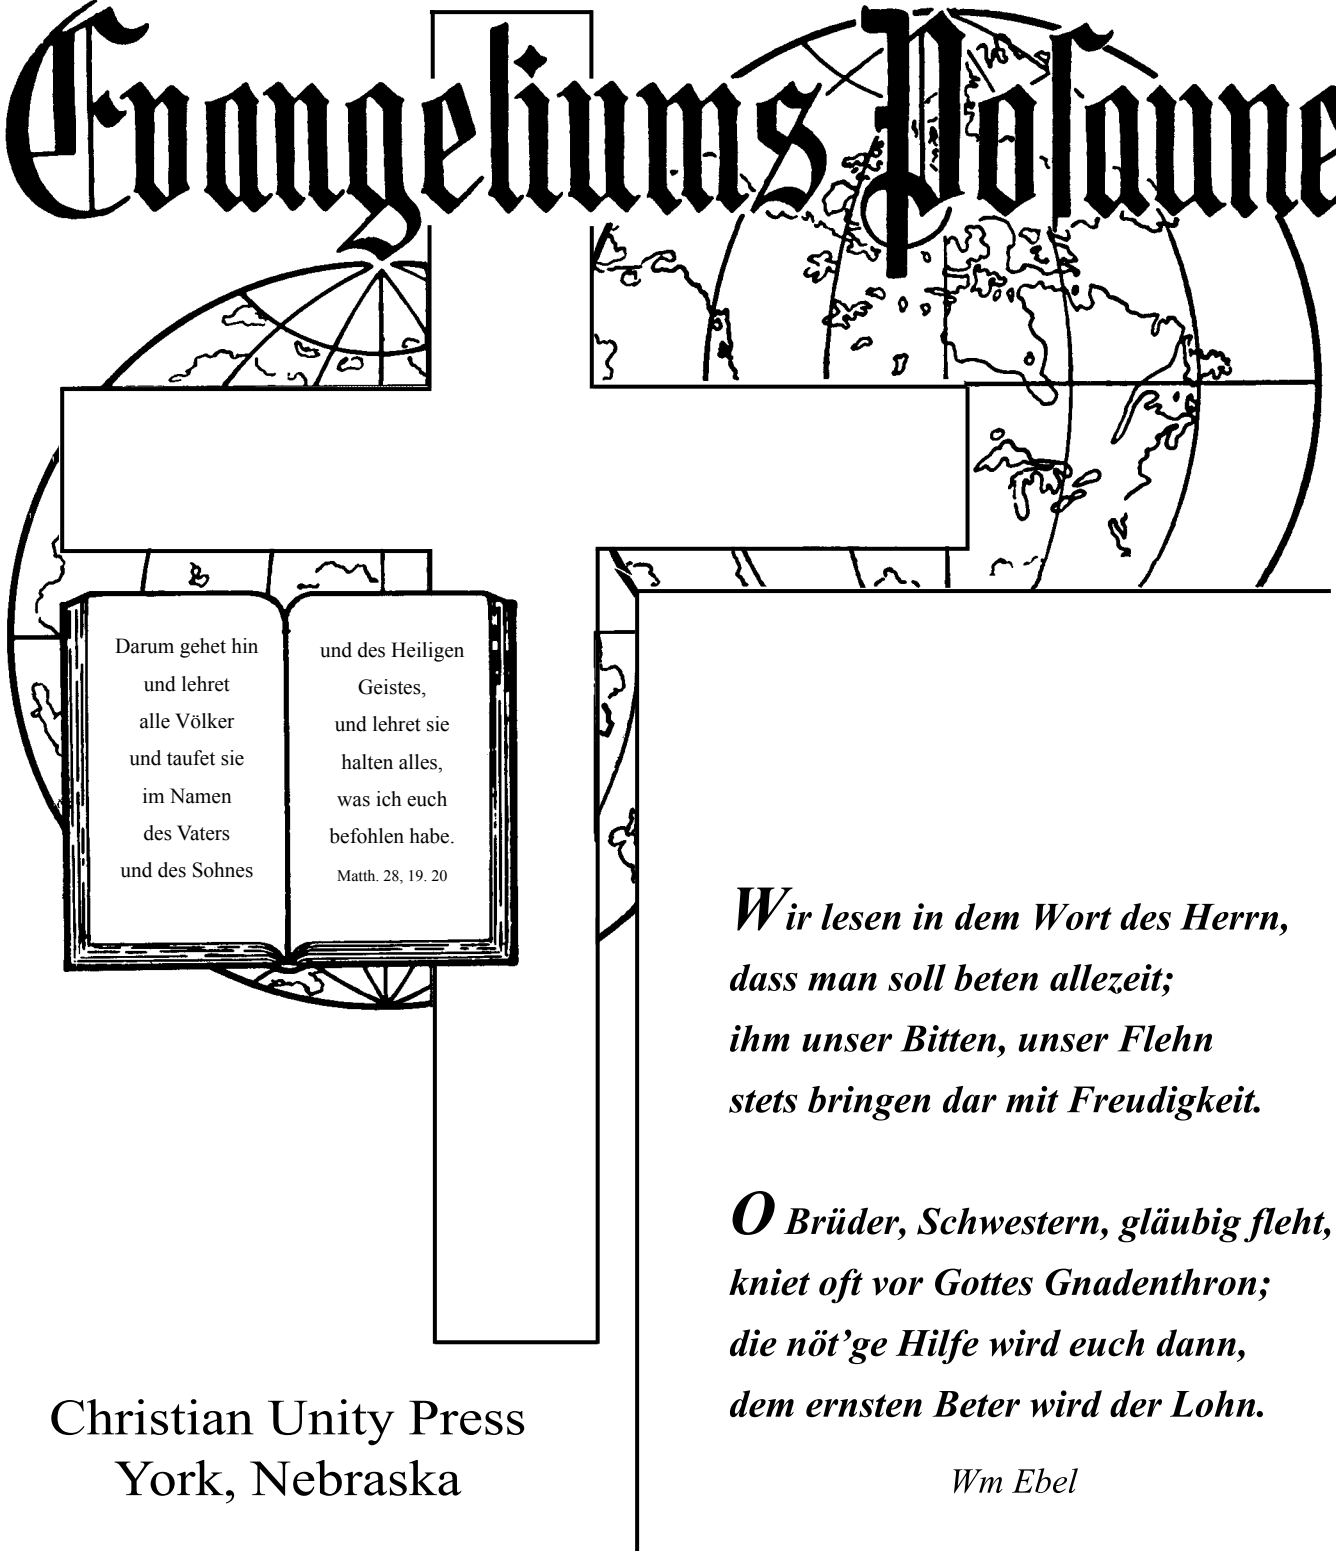 Evangeliums Poſaune
Darum gehet hin
und lehret
alle Völker
und taufet sie
im Namen
des Vaters
und des Sohnes
und des Heiligen
Geistes,
und lehret sie
halten alles,
was ich euch
befohlen habe.
Matth. 28, 19. 20
Wir lesen in dem Wort des Herrn,
dass man soll beten allezeit;
ihm unser Bitten, unser Flehn
stets bringen dar mit Freudigkeit.
O Brüder, Schwestern, gläubig fleht,
kniet oft vor Gottes Gnadenthron;
die nöt’ge Hilfe wird euch dann,
dem ernsten Beter wird der Lohn.
Wm Ebel
Christian Unity Press
York, Nebraska